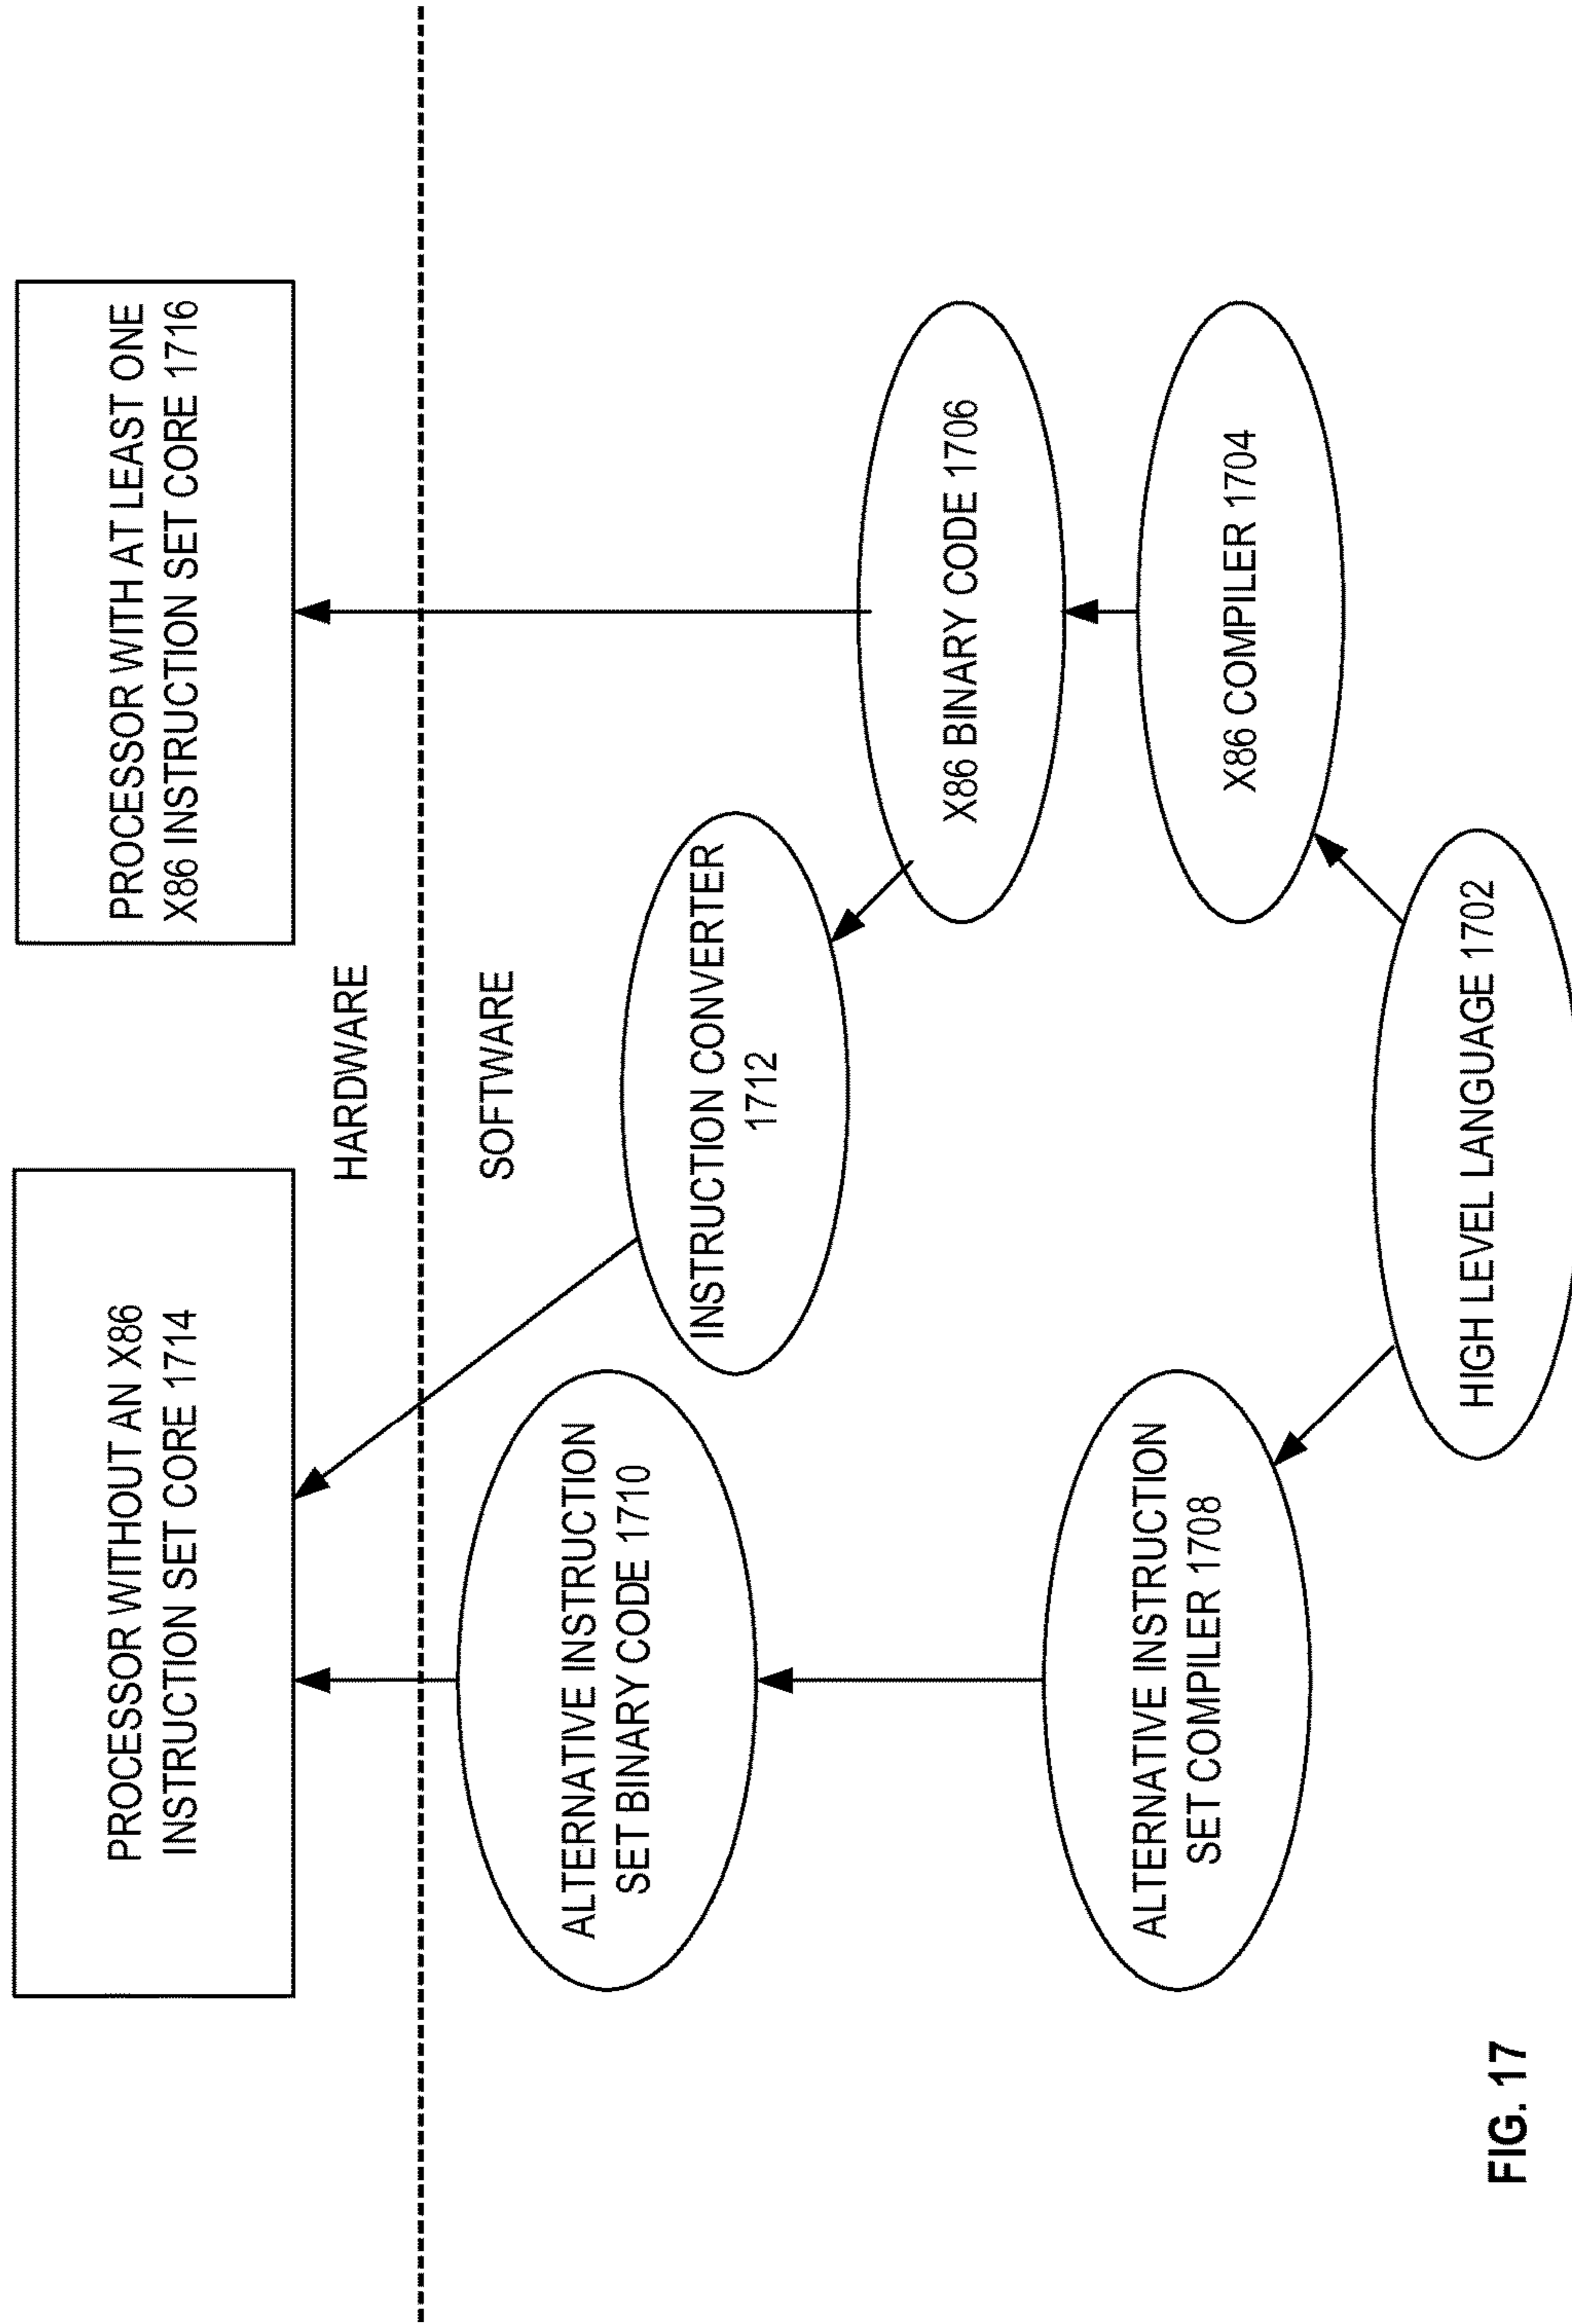 PROCESSOR WITHOUT AN X86
INSTRUCTION SET CORE 1714
PROCESSOR WITH AT LEAST ONE
X86 INSTRUCTION SET CORE 1716
HARDWARE
SOFTWARE
ALTERNATIVE INSTRUCTION
SET BINARY CODE 1710
INSTRUCTION CONVERTER
1712
X86 BINARY CODE 1706
ALTERNATIVE INSTRUCTION
SET COMPILER 1708
X86 COMPILER 1704
HIGH LEVEL LANGUAGE 1702
FIG. 17